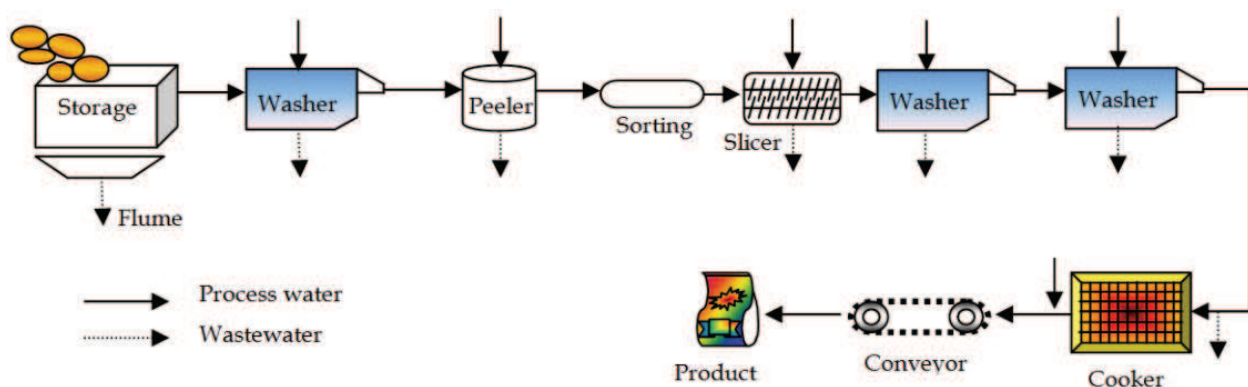 Storage
Washer
Peeler
Sorting
Slicer
Washer
Washer
Flume
Process water
Wastewater
Product
Conveyor
Cooker